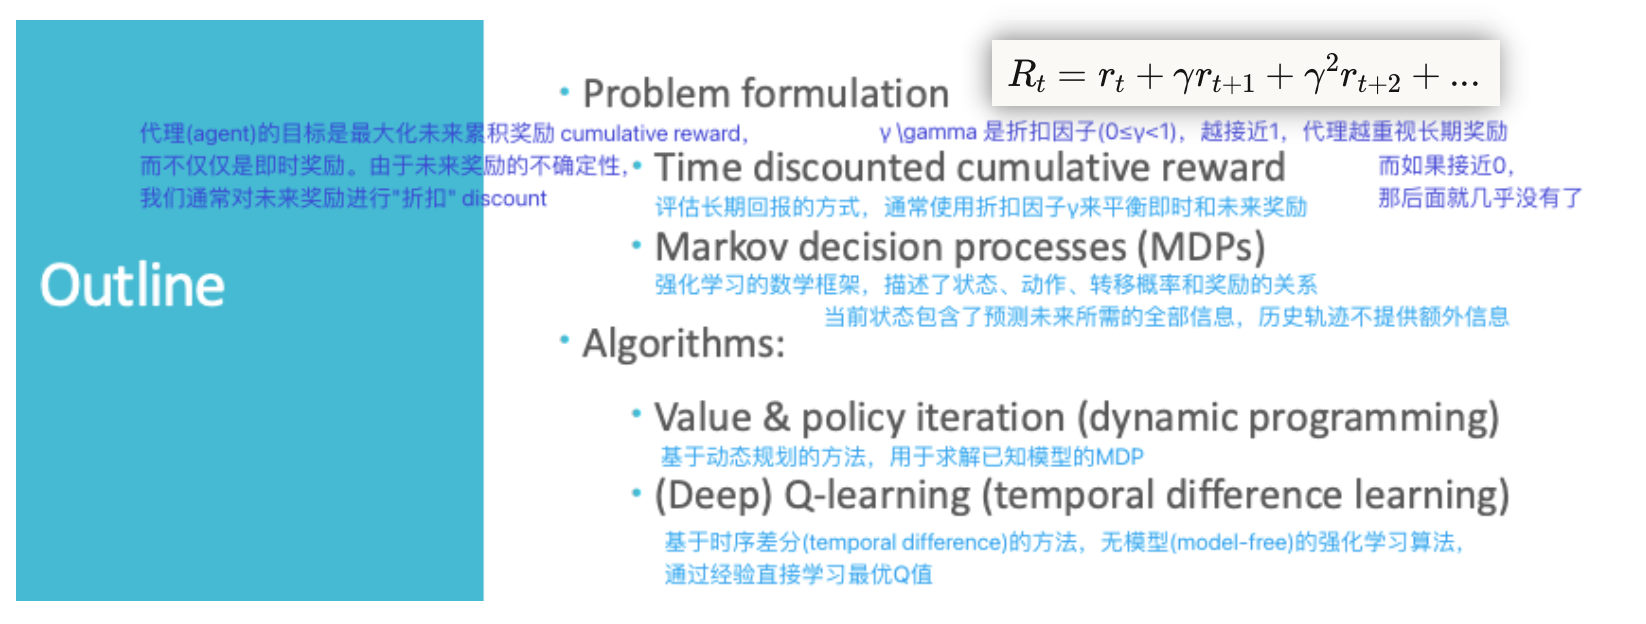 Outline
• Problem formulation
R_t = r_t + γr_{t+1} + γ^2r_{t+2} + ...
代理(agent)的目标是最大化未来累积奖励 cumulative reward,
而不仅仅是即时奖励。由于未来奖励的不确定性,
我们通常对未来奖励进行"折扣" discount
γ \gamma 是折扣因子(0≤γ<1)，越接近1，代理越重视长期奖励
而如果接近0，
那后面就几乎没有了
• Time discounted cumulative reward
评估长期回报的方式，通常使用折扣因子γ来平衡即时和未来奖励
• Markov decision processes (MDPs)
强化学习的数学框架，描述了状态、动作、转移概率和奖励的关系
当前状态包含了预测未来所需的全部信息，历史轨迹不提供额外信息
• Algorithms:
• Value & policy iteration (dynamic programming)
基于动态规划的方法，用于求解已知模型的MDP
• (Deep) Q-learning (temporal difference learning)
基于时序差分(temporal difference)的方法，无模型(model-free)的强化学习算法，
通过经验直接学习最优Q值